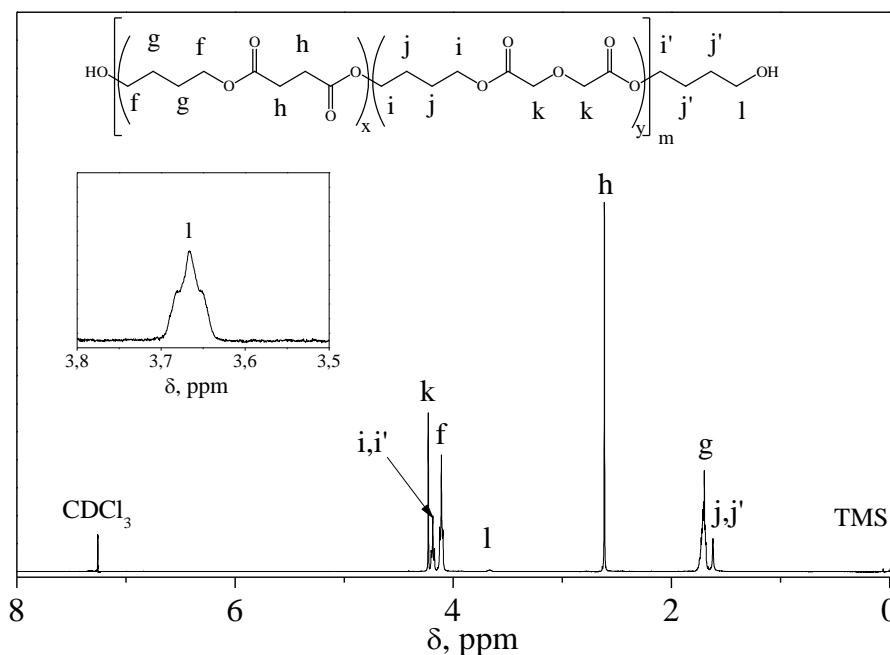 g f h j i i' j'
O O O O
HO O O O O O OH
f g h i j k k j' l
O O
x y m
h
l
3,8 3,7 3,6 3,5
δ, ppm
k
i,i' f
g
CDCl₃ l j,j' TMS
8 6 4 2 0
δ, ppm